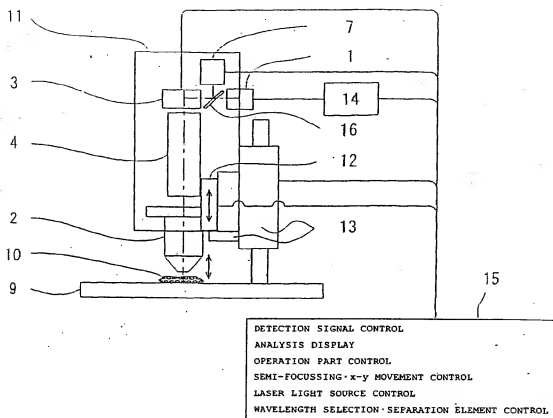 11
7
1
3
14
16
4
12
2
13
10
9
15
DETECTION SIGNAL CONTROL
ANALYSIS DISPLAY
OPERATION PART CONTROL
SEMI-FOCUSSING·x-y MOVEMENT CONTROL
LASER LIGHT SOURCE CONTROL
WAVELENGTH SELECTION·SEPARATION ELEMENT CONTROL